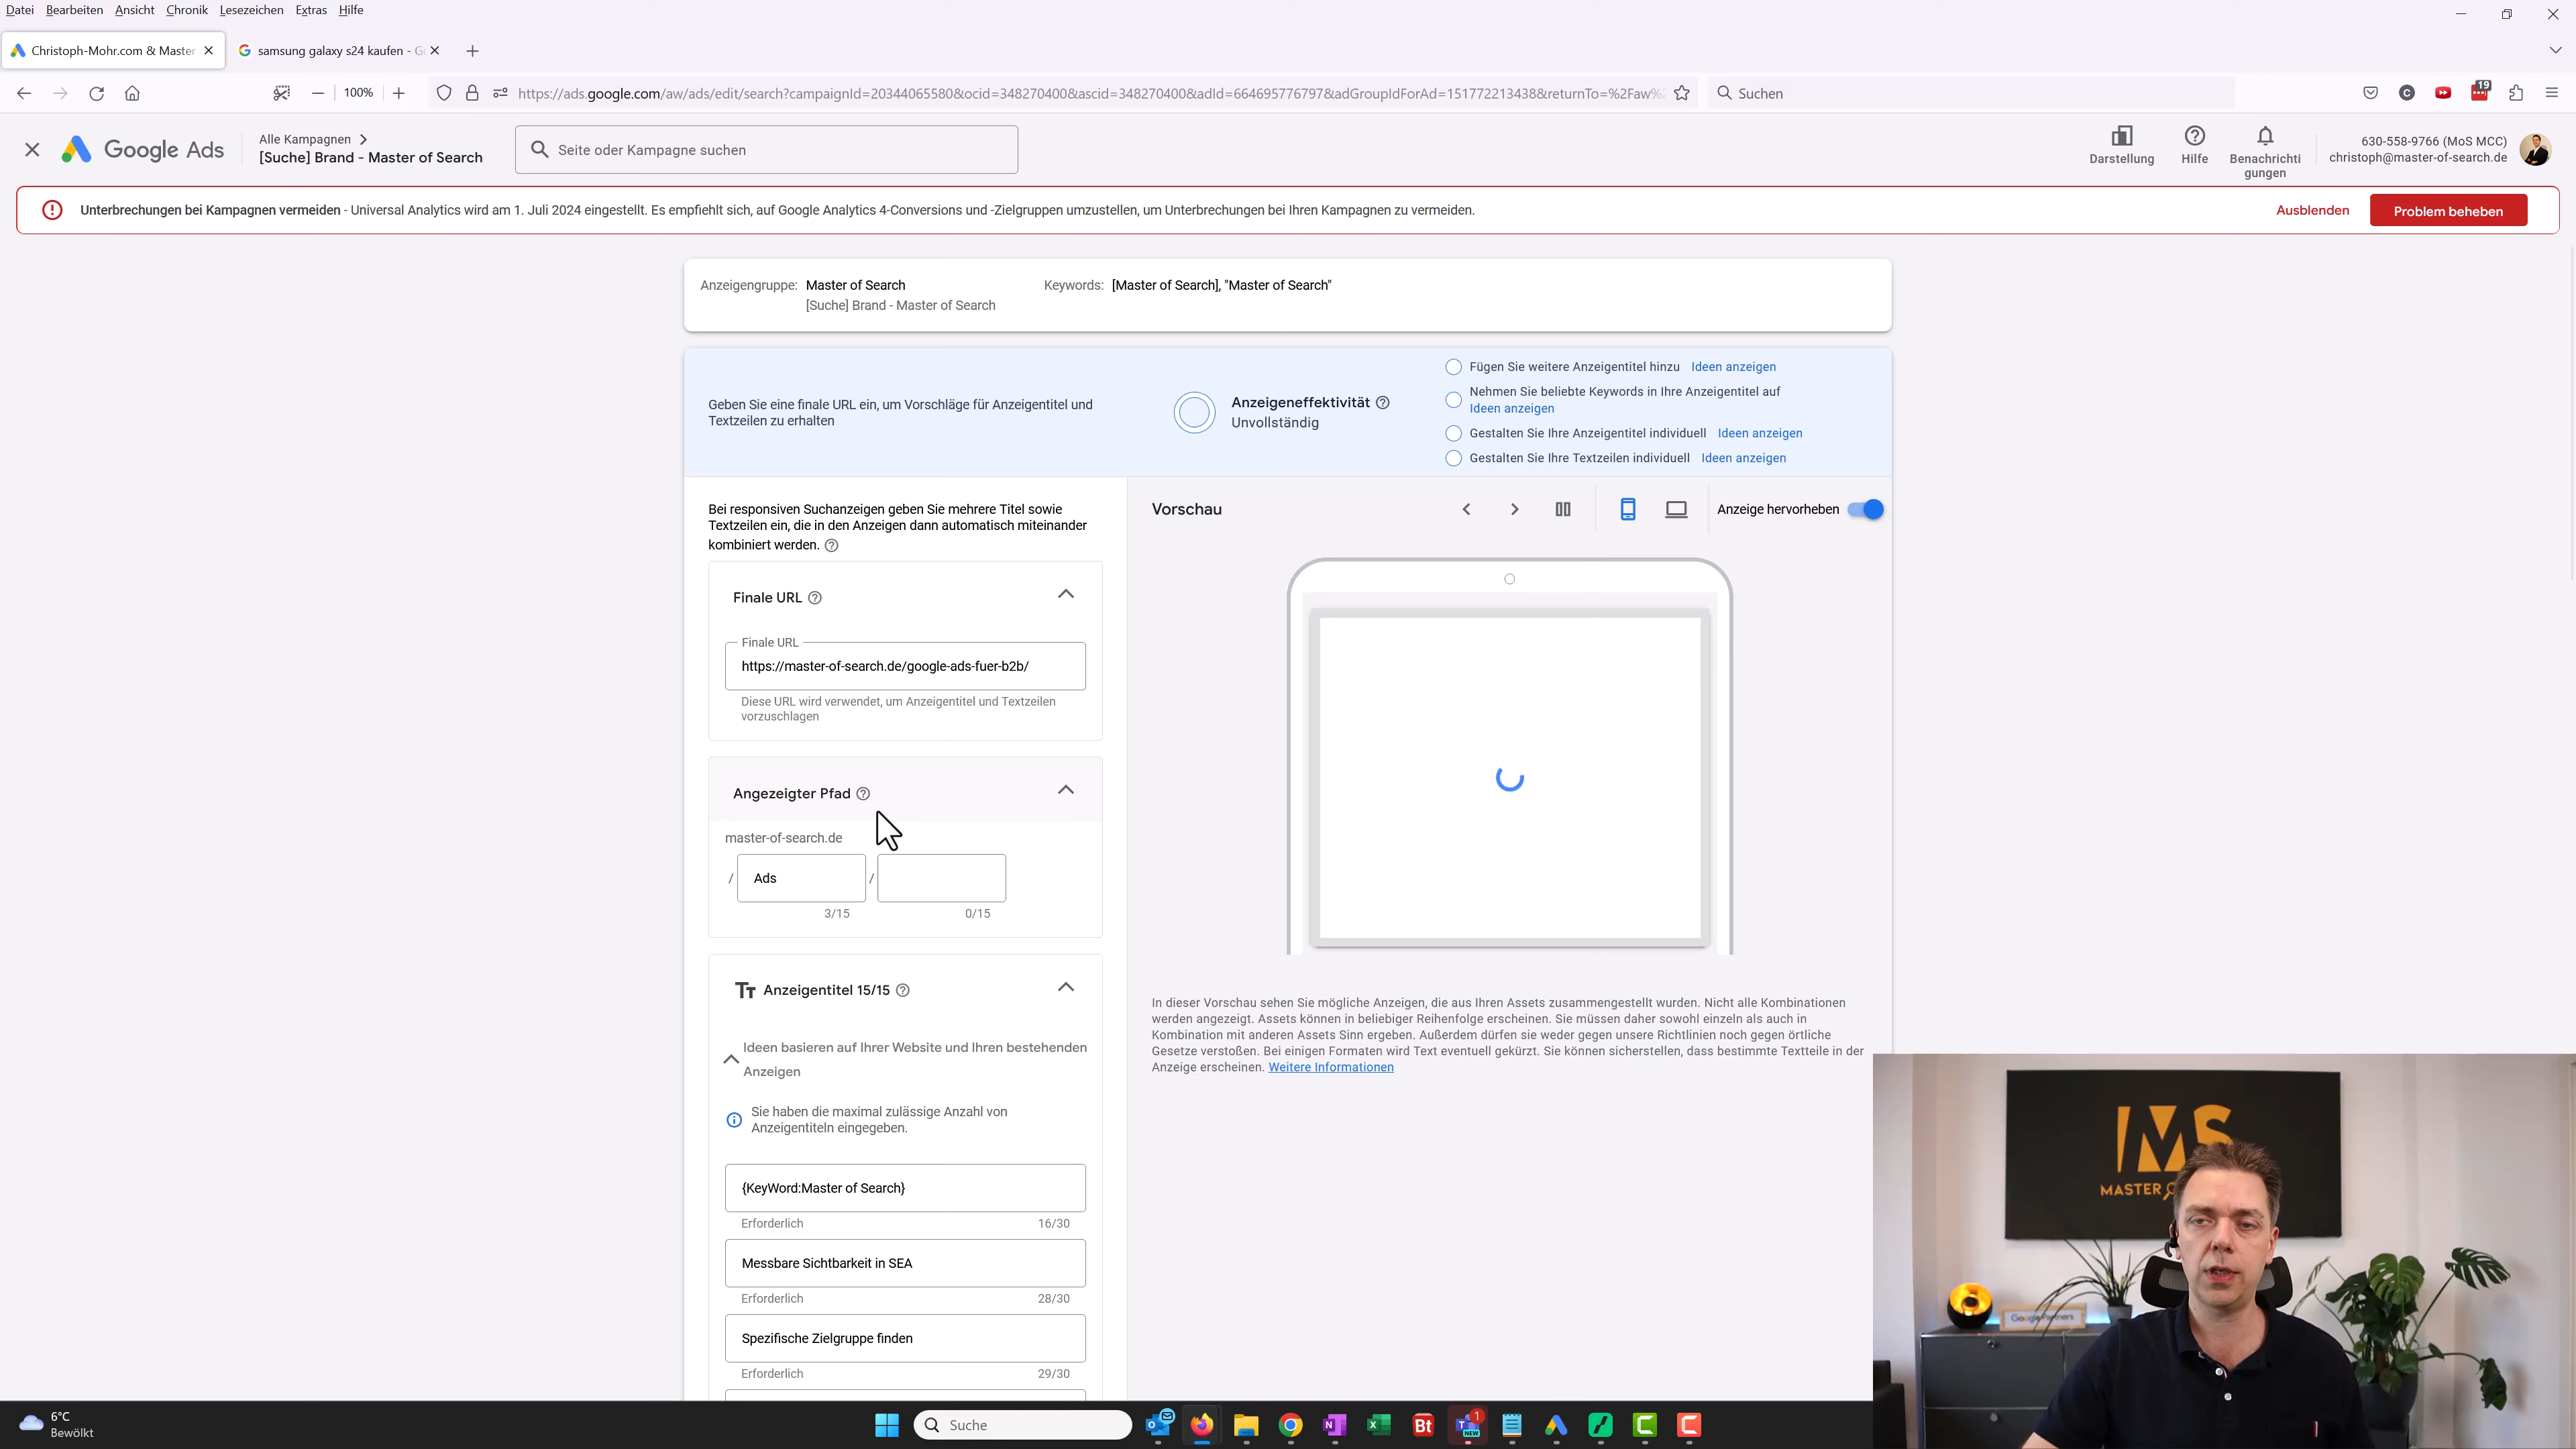 Datei Bearbeiten Ansicht Chronik Lesezeichen Extras Hilfe
Christoph-Mohr.com & Master
samsung galaxy s24 kaufen - G
100%
https://ads.google.com/aw/ads/edit/search?campaignId=20344065580&ocid=348270400&ascid=348270400&adId=664695776797&adGroupIdForAd=151772213438&returnTo=%2Faw%
Suchen
19
Google Ads
Alle Kampagnen
[Suche] Brand - Master of Search
Seite oder Kampagne suchen
Darstellung
Hilfe
Benachrichti
gungen
630-558-9766 (MoS MCC)
christoph@master-of-search.de
Unterbrechungen bei Kampagnen vermeiden - Universal Analytics wird am 1. Juli 2024 eingestellt. Es empfiehlt sich, auf Google Analytics 4-Conversions und -Zielgruppen umzustellen, um Unterbrechungen bei Ihren Kampagnen zu vermeiden.
Ausblenden
Problem beheben
Anzeigengruppe: Master of Search
[Suche] Brand - Master of Search
Keywords: [Master of Search], "Master of Search"
Geben Sie eine finale URL ein, um Vorschläge für Anzeigentitel und
Textzeilen zu erhalten
Anzeigeneffektivität
Unvollständig
Fügen Sie weitere Anzeigentitel hinzu Ideen anzeigen
Nehmen Sie beliebte Keywords in Ihre Anzeigentitel auf
Ideen anzeigen
Gestalten Sie Ihre Anzeigentitel individuell Ideen anzeigen
Gestalten Sie Ihre Textzeilen individuell Ideen anzeigen
Bei responsiven Suchanzeigen geben Sie mehrere Titel sowie
Textzeilen ein, die in den Anzeigen dann automatisch miteinander
kombiniert werden.
Finale URL
Finale URL
https://master-of-search.de/google-ads-fuer-b2b/
Diese URL wird verwendet, um Anzeigentitel und Textzeilen
vorzuschlagen
Angezeigter Pfad
master-of-search.de
/ Ads /
3/15 0/15
Anzeigentitel 15/15
Ideen basieren auf Ihrer Website und Ihren bestehenden
Anzeigen
Sie haben die maximal zulässige Anzahl von
Anzeigentiteln eingegeben.
{KeyWord:Master of Search}
Erforderlich 16/30
Messbare Sichtbarkeit in SEA
Erforderlich 28/30
Spezifische Zielgruppe finden
Erforderlich 29/30
Vorschau
Anzeige hervorheben
In dieser Vorschau sehen Sie mögliche Anzeigen, die aus Ihren Assets zusammengestellt wurden. Nicht alle Kombinationen
werden angezeigt. Assets können in beliebiger Reihenfolge erscheinen. Sie müssen daher sowohl einzeln als auch in
Kombination mit anderen Assets Sinn ergeben. Außerdem dürfen sie weder gegen unsere Richtlinien noch gegen örtliche
Gesetze verstoßen. Bei einigen Formaten wird Text eventuell gekürzt. Sie können sicherstellen, dass bestimmte Textteile in der
Anzeige erscheinen. Weitere Informationen
MS
MASTER
Google Partners
6°C
Bewölkt
Suche
Bt
1
NEW